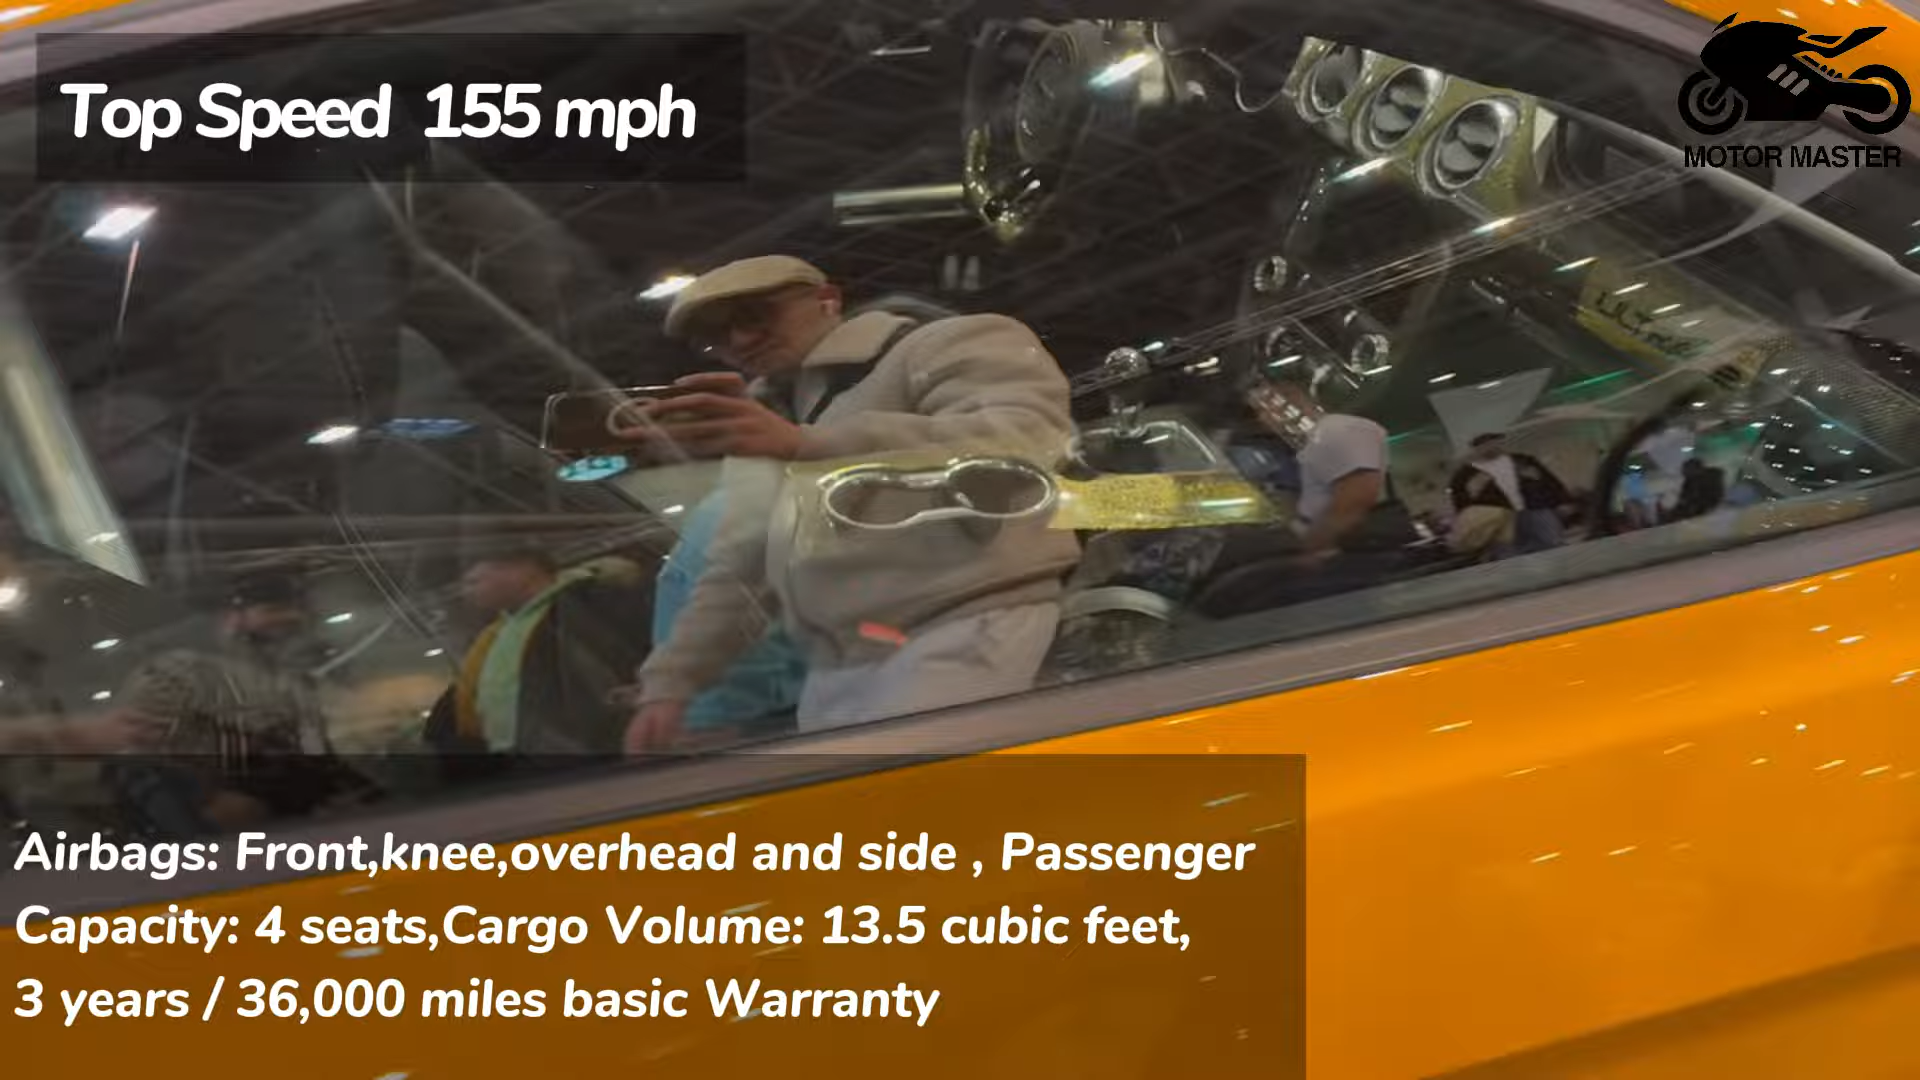 Top Speed 155 mph
MOTOR MASTER
Airbags: Front,knee,overhead and side , Passenger
Capacity: 4 seats,Cargo Volume: 13.5 cubic feet,
3 years / 36,000 miles basic Warranty